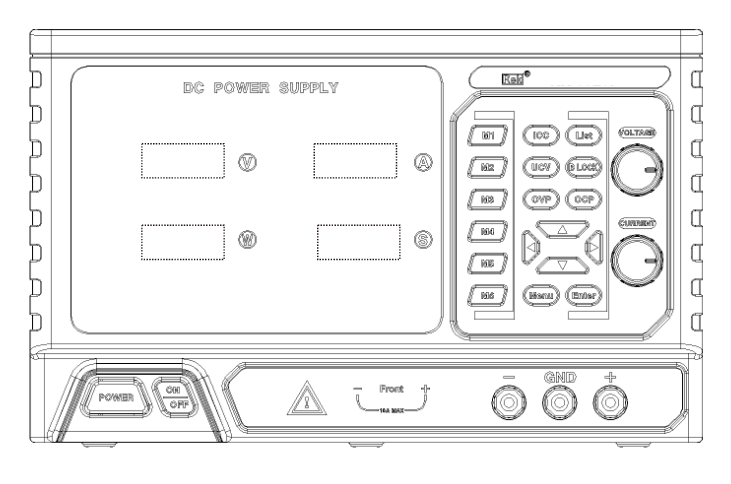 DC POWER SUPPLY
ReK®
V
A
W
S
M1
ICC
List
VOLTAGE
M2
UCV
B LOCK
M3
OVP
OCP
CURRENT
M4
M5
M6
Menu
Enter
POWER
ON
OFF
!
- Front +
10A MAX
- GND +